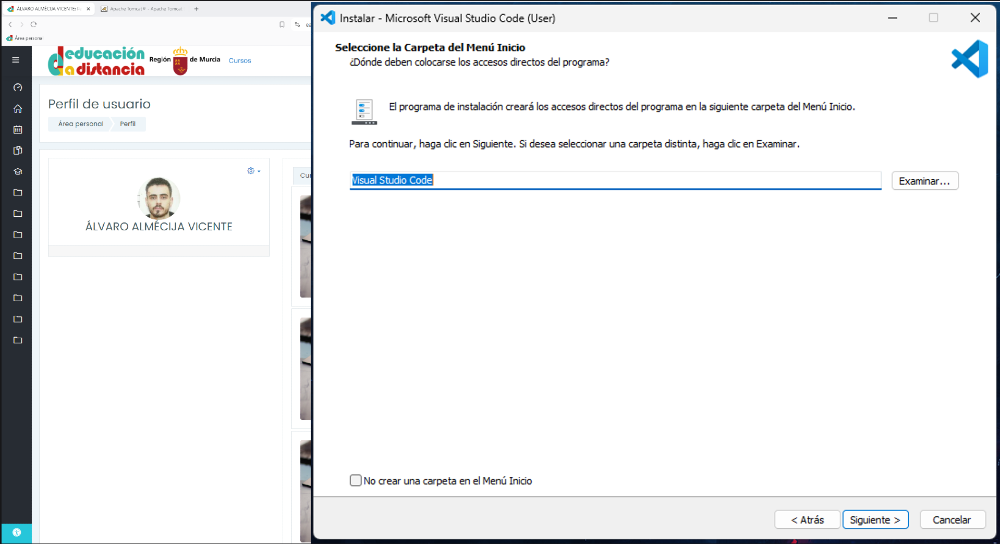 ÁLVARO ALMÉCIJA VICENTE: Pe
Apache Tomcat® - Apache Tomcat
Área personal
educación
a distancia
Región de Murcia
Cursos
Perfil de usuario
Área personal
Perfil
ÁLVARO ALMÉCIJA VICENTE
Instalar - Microsoft Visual Studio Code (User)
Seleccione la Carpeta del Menú Inicio
¿Dónde deben colocarse los accesos directos del programa?
El programa de instalación creará los accesos directos del programa en la siguiente carpeta del Menú Inicio.
Para continuar, haga clic en Siguiente. Si desea seleccionar una carpeta distinta, haga clic en Examinar.
Visual Studio Code
Examinar...
No crear una carpeta en el Menú Inicio
< Atrás
Siguiente >
Cancelar